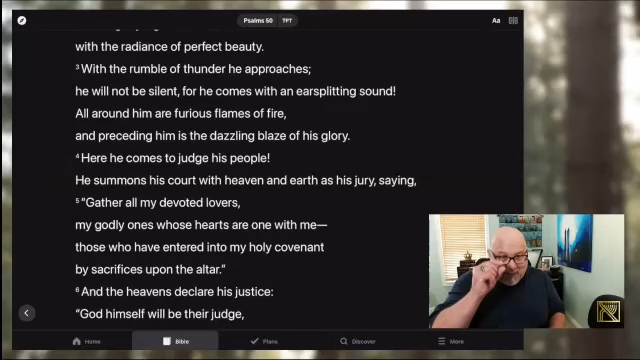 Psalms 50 TPT
Aa
with the radiance of perfect beauty.
3 With the rumble of thunder he approaches;
he will not be silent, for he comes with an earsplitting sound!
All around him are furious flames of fire,
and preceding him is the dazzling blaze of his glory.
4 Here he comes to judge his people!
He summons his court with heaven and earth as his jury, saying,
5 “Gather all my devoted lovers,
my godly ones whose hearts are one with me—
those who have entered into my holy covenant
by sacrifices upon the altar.”
6 And the heavens declare his justice:
“God himself will be their judge,
Home Bible Plans Discover More